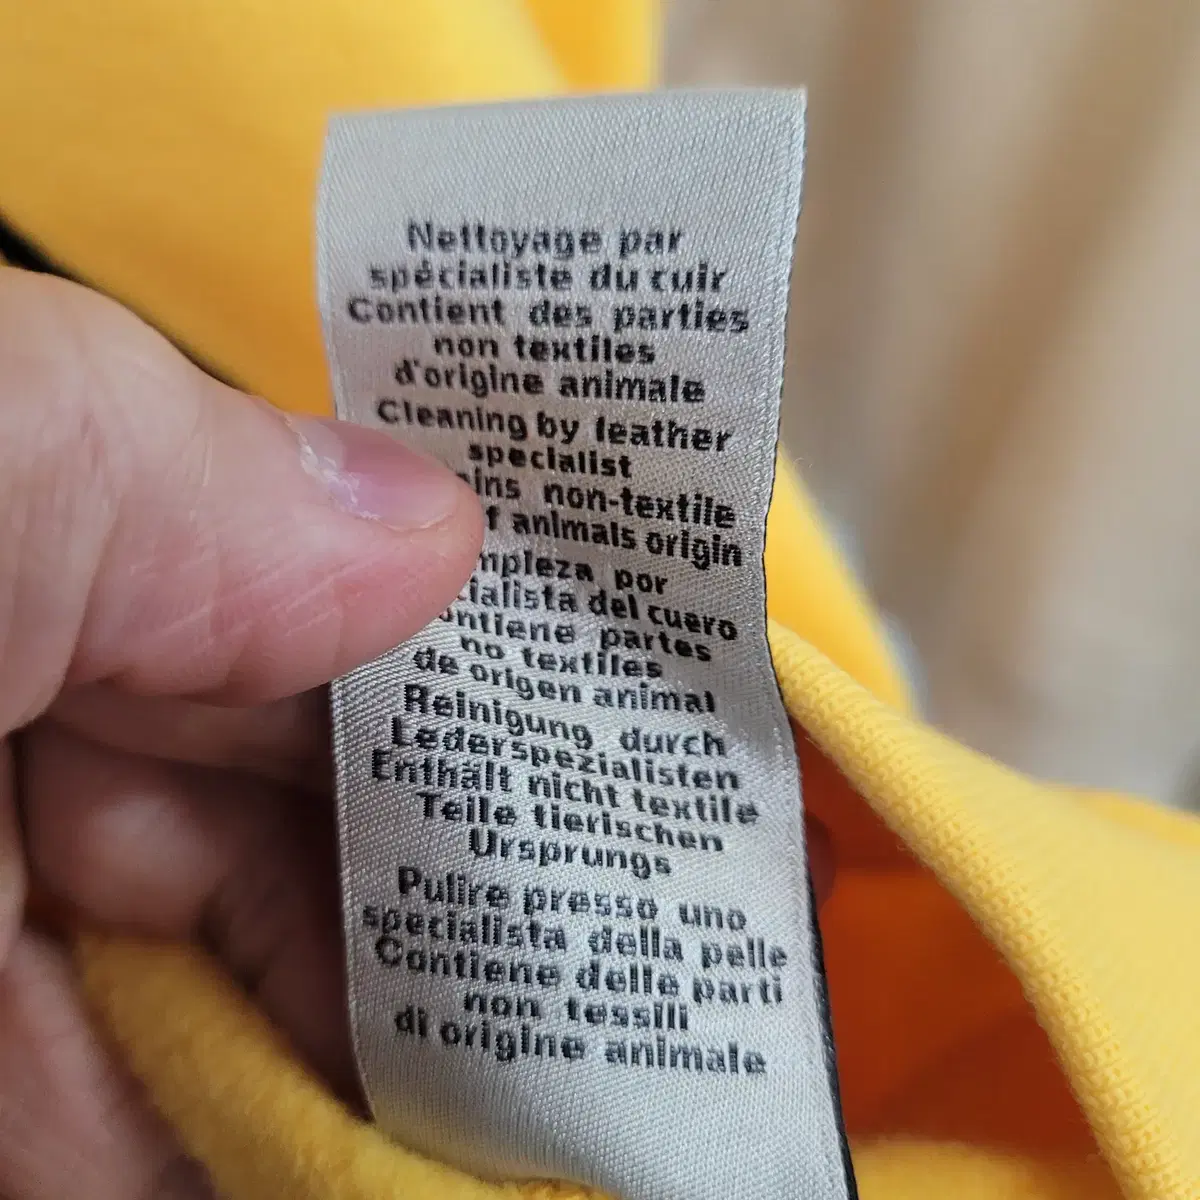 Nettoyage par
spécialiste du cuir
Contient des parties
non textiles
d'origine animale
Cleaning by leather
specialist
non-textile
animals origin
por
del cuero
partes
no textiles
de origen animal
Reinigung durch
Lederspezialisten
Enthält nicht textile
Teile tierischen
Ursprungs
Pulire presso uno
specialista della pelle
Contiene delle parti
non tessili
di origine animale